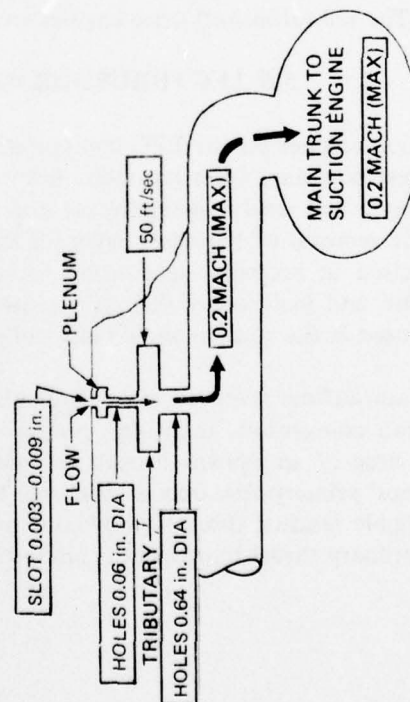 SLOT 0.003 – 0.009 in.
FLOW
PLENUM
HOLES 0.06 in. DIA
TRIBUTARY
50 ft/sec
HOLES 0.64 in. DIA
0.2 MACH (MAX)
MAIN TRUNK TO
SUCTION ENGINE
0.2 MACH (MAX)